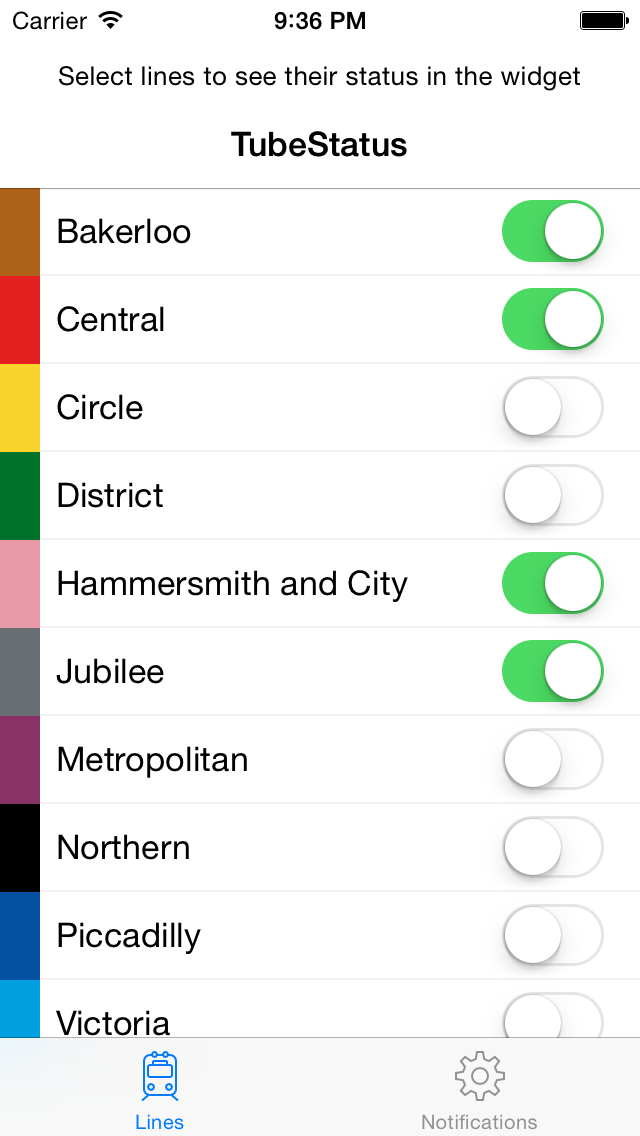 Carrier 9:36 PM
Select lines to see their status in the widget
TubeStatus
Bakerloo
Central
Circle
District
Hammersmith and City
Jubilee
Metropolitan
Northern
Piccadilly
Victoria
Lines Notifications